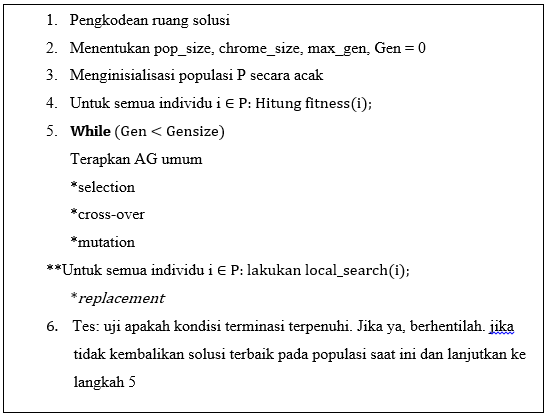 1. Pengkodean ruang solusi
2. Menentukan pop_size, chrome_size, max_gen, Gen = 0
3. Menginisialisasi populasi P secara acak
4. Untuk semua individu i ∈ P: Hitung fitness(i);
5. While (Gen < Gensize)
Terapkan AG umum
*selection
*cross-over
*mutation
**Untuk semua individu i ∈ P: lakukan local_search(i);
*replacement
6. Tes: uji apakah kondisi terminasi terpenuhi. Jika ya, berhentilah. jika
tidak kembalikan solusi terbaik pada populasi saat ini dan lanjutkan ke
langkah 5